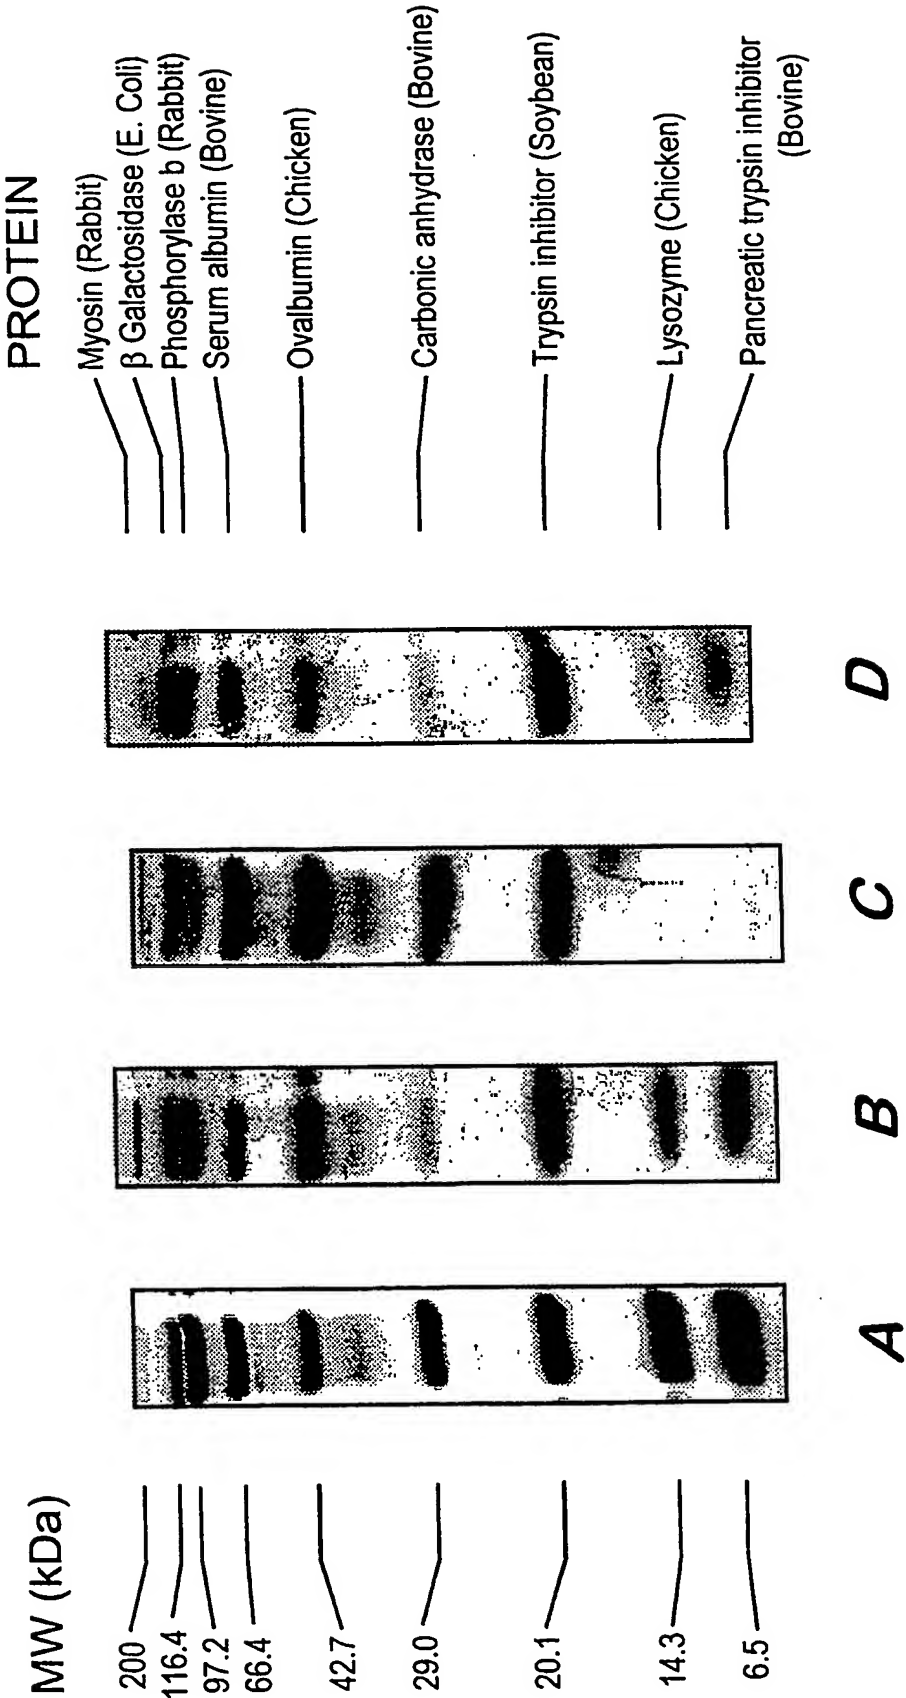 MW (kDa)
200
116.4
97.2
66.4
42.7
29.0
20.1
14.3
6.5
A
B
C
D
PROTEIN
Myosin (Rabbit)
β Galactosidase (E. Coli)
Phosphorylase b (Rabbit)
Serum albumin (Bovine)
Ovalbumin (Chicken)
Carbonic anhydrase (Bovine)
Trypsin inhibitor (Soybean)
Lysozyme (Chicken)
Pancreatic trypsin inhibitor
(Bovine)